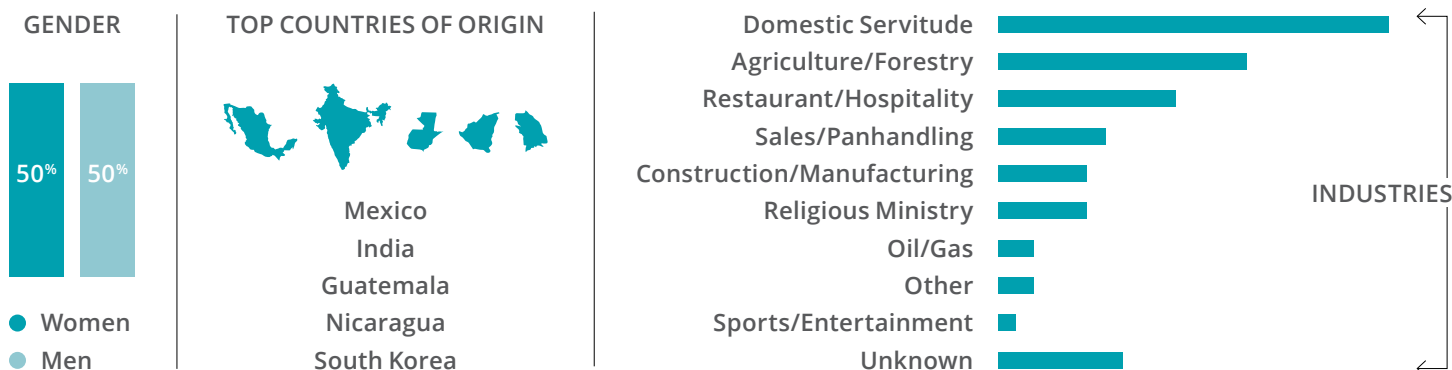 GENDER
50%
50%
Women
Men
TOP COUNTRIES OF ORIGIN
Mexico
India
Guatemala
Nicaragua
South Korea
Domestic Servitude
Agriculture/Forestry
Restaurant/Hospitality
Sales/Panhandling
Construction/Manufacturing
Religious Ministry
Oil/Gas
Other
Sports/Entertainment
Unknown
INDUSTRIES